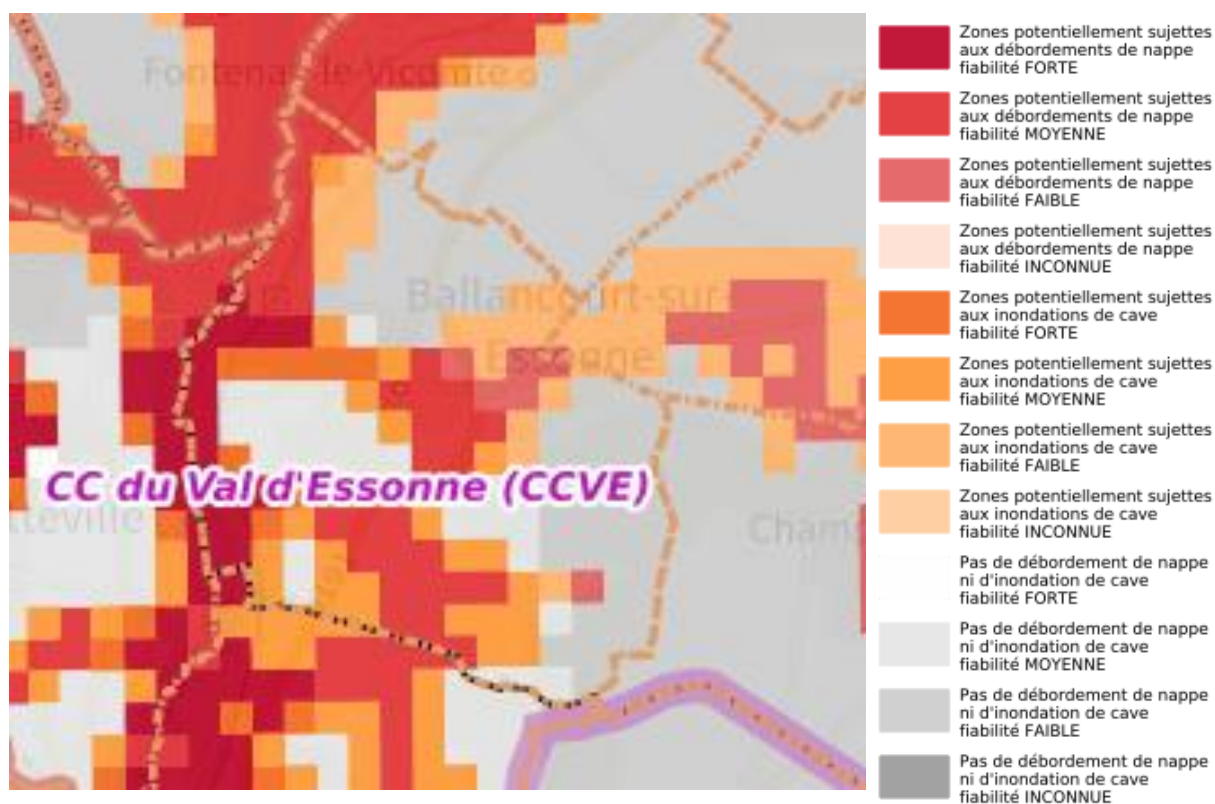 Fontenay-le-Vicomte
Ballancourt-sur-
Essonne
CC du Val d'Essonne (CCVE)
Zones potentiellement sujettes
aux débordements de nappe
fiabilité FORTE
Zones potentiellement sujettes
aux débordements de nappe
fiabilité MOYENNE
Zones potentiellement sujettes
aux débordements de nappe
fiabilité FAIBLE
Zones potentiellement sujettes
aux débordements de nappe
fiabilité INCONNUE
Zones potentiellement sujettes
aux inondations de cave
fiabilité FORTE
Zones potentiellement sujettes
aux inondations de cave
fiabilité MOYENNE
Zones potentiellement sujettes
aux inondations de cave
fiabilité FAIBLE
Zones potentiellement sujettes
aux inondations de cave
fiabilité INCONNUE
Pas de débordement de nappe
ni d'inondation de cave
fiabilité FORTE
Pas de débordement de nappe
ni d'inondation de cave
fiabilité MOYENNE
Pas de débordement de nappe
ni d'inondation de cave
fiabilité FAIBLE
Pas de débordement de nappe
ni d'inondation de cave
fiabilité INCONNUE